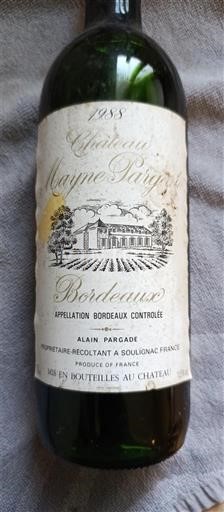 1988
Château
Mayne Pargade
Bordeaux
APPELLATION BORDEAUX CONTROLÉE
ALAIN PARGADE
PROPRIÉTAIRE-RÉCOLTANT A SOULIGNAC FRANCE
PRODUCE OF FRANCE
MIS EN BOUTEILLES AU CHATEAU